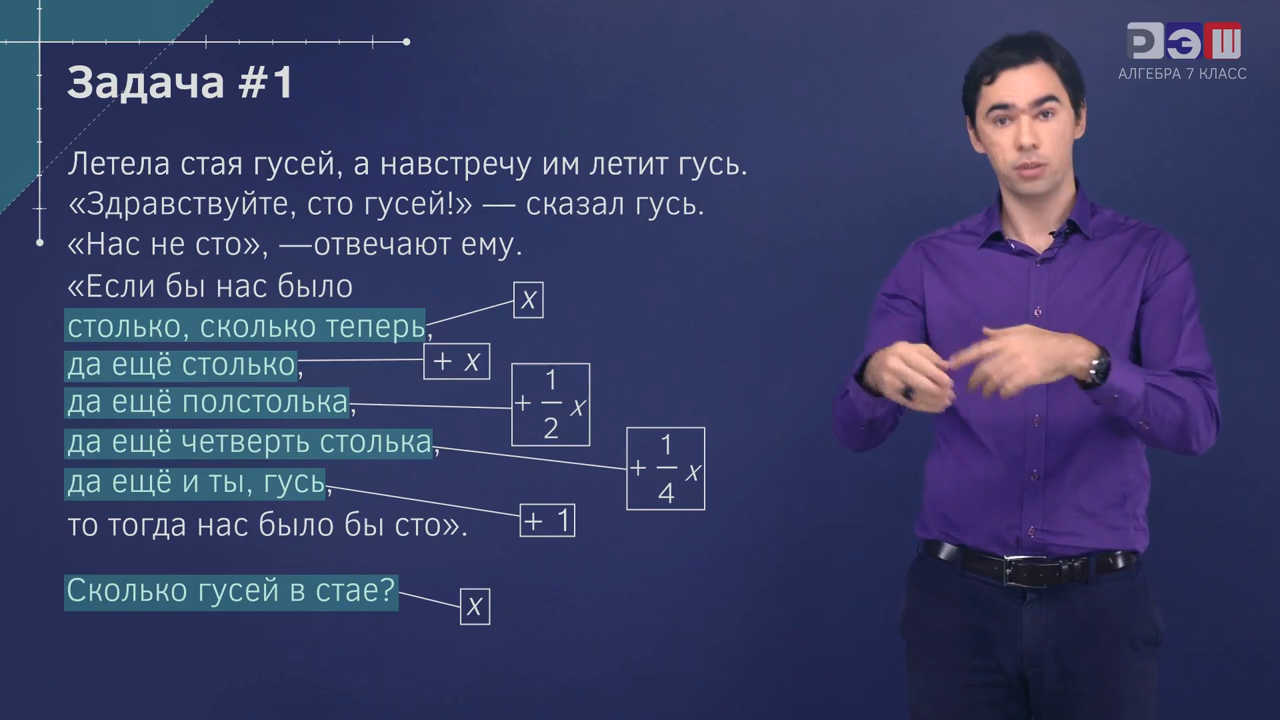 РЭШ
АЛГЕБРА 7 КЛАСС
Задача #1
Летела стая гусей, а навстречу им летит гусь.
«Здравствуйте, сто гусей!» — сказал гусь.
«Нас не сто», —отвечают ему.
«Если бы нас было
столько, сколько теперь, x
да ещё столько, + x
да ещё полстолька, + 1/2 x
да ещё четверть столька, + 1/4 x
да ещё и ты, гусь, + 1
то тогда нас было бы сто».
Сколько гусей в стае? x